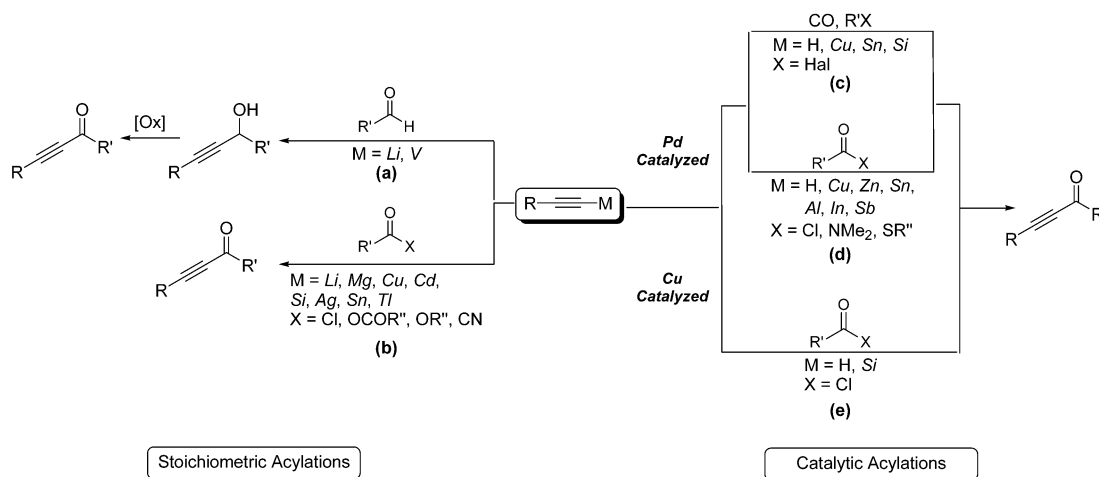 O
R
R'
[Ox]
OH
R
R'
O
R'
H
M = Li, V
(a)
O
R
R'
O
R'
X
M = Li, Mg, Cu, Cd,
Si, Ag, Sn, Tl
X = Cl, OCOR", OR", CN
(b)
R
M
Pd
Catalyzed
CO, R'X
M = H, Cu, Sn, Si
X = Hal
(c)
O
R'
X
M = H, Cu, Zn, Sn,
Al, In, Sb
X = Cl, NMe2, SR"
(d)
Cu
Catalyzed
O
R'
X
M = H, Si
X = Cl
(e)
O
R
Stoichiometric Acylations
Catalytic Acylations